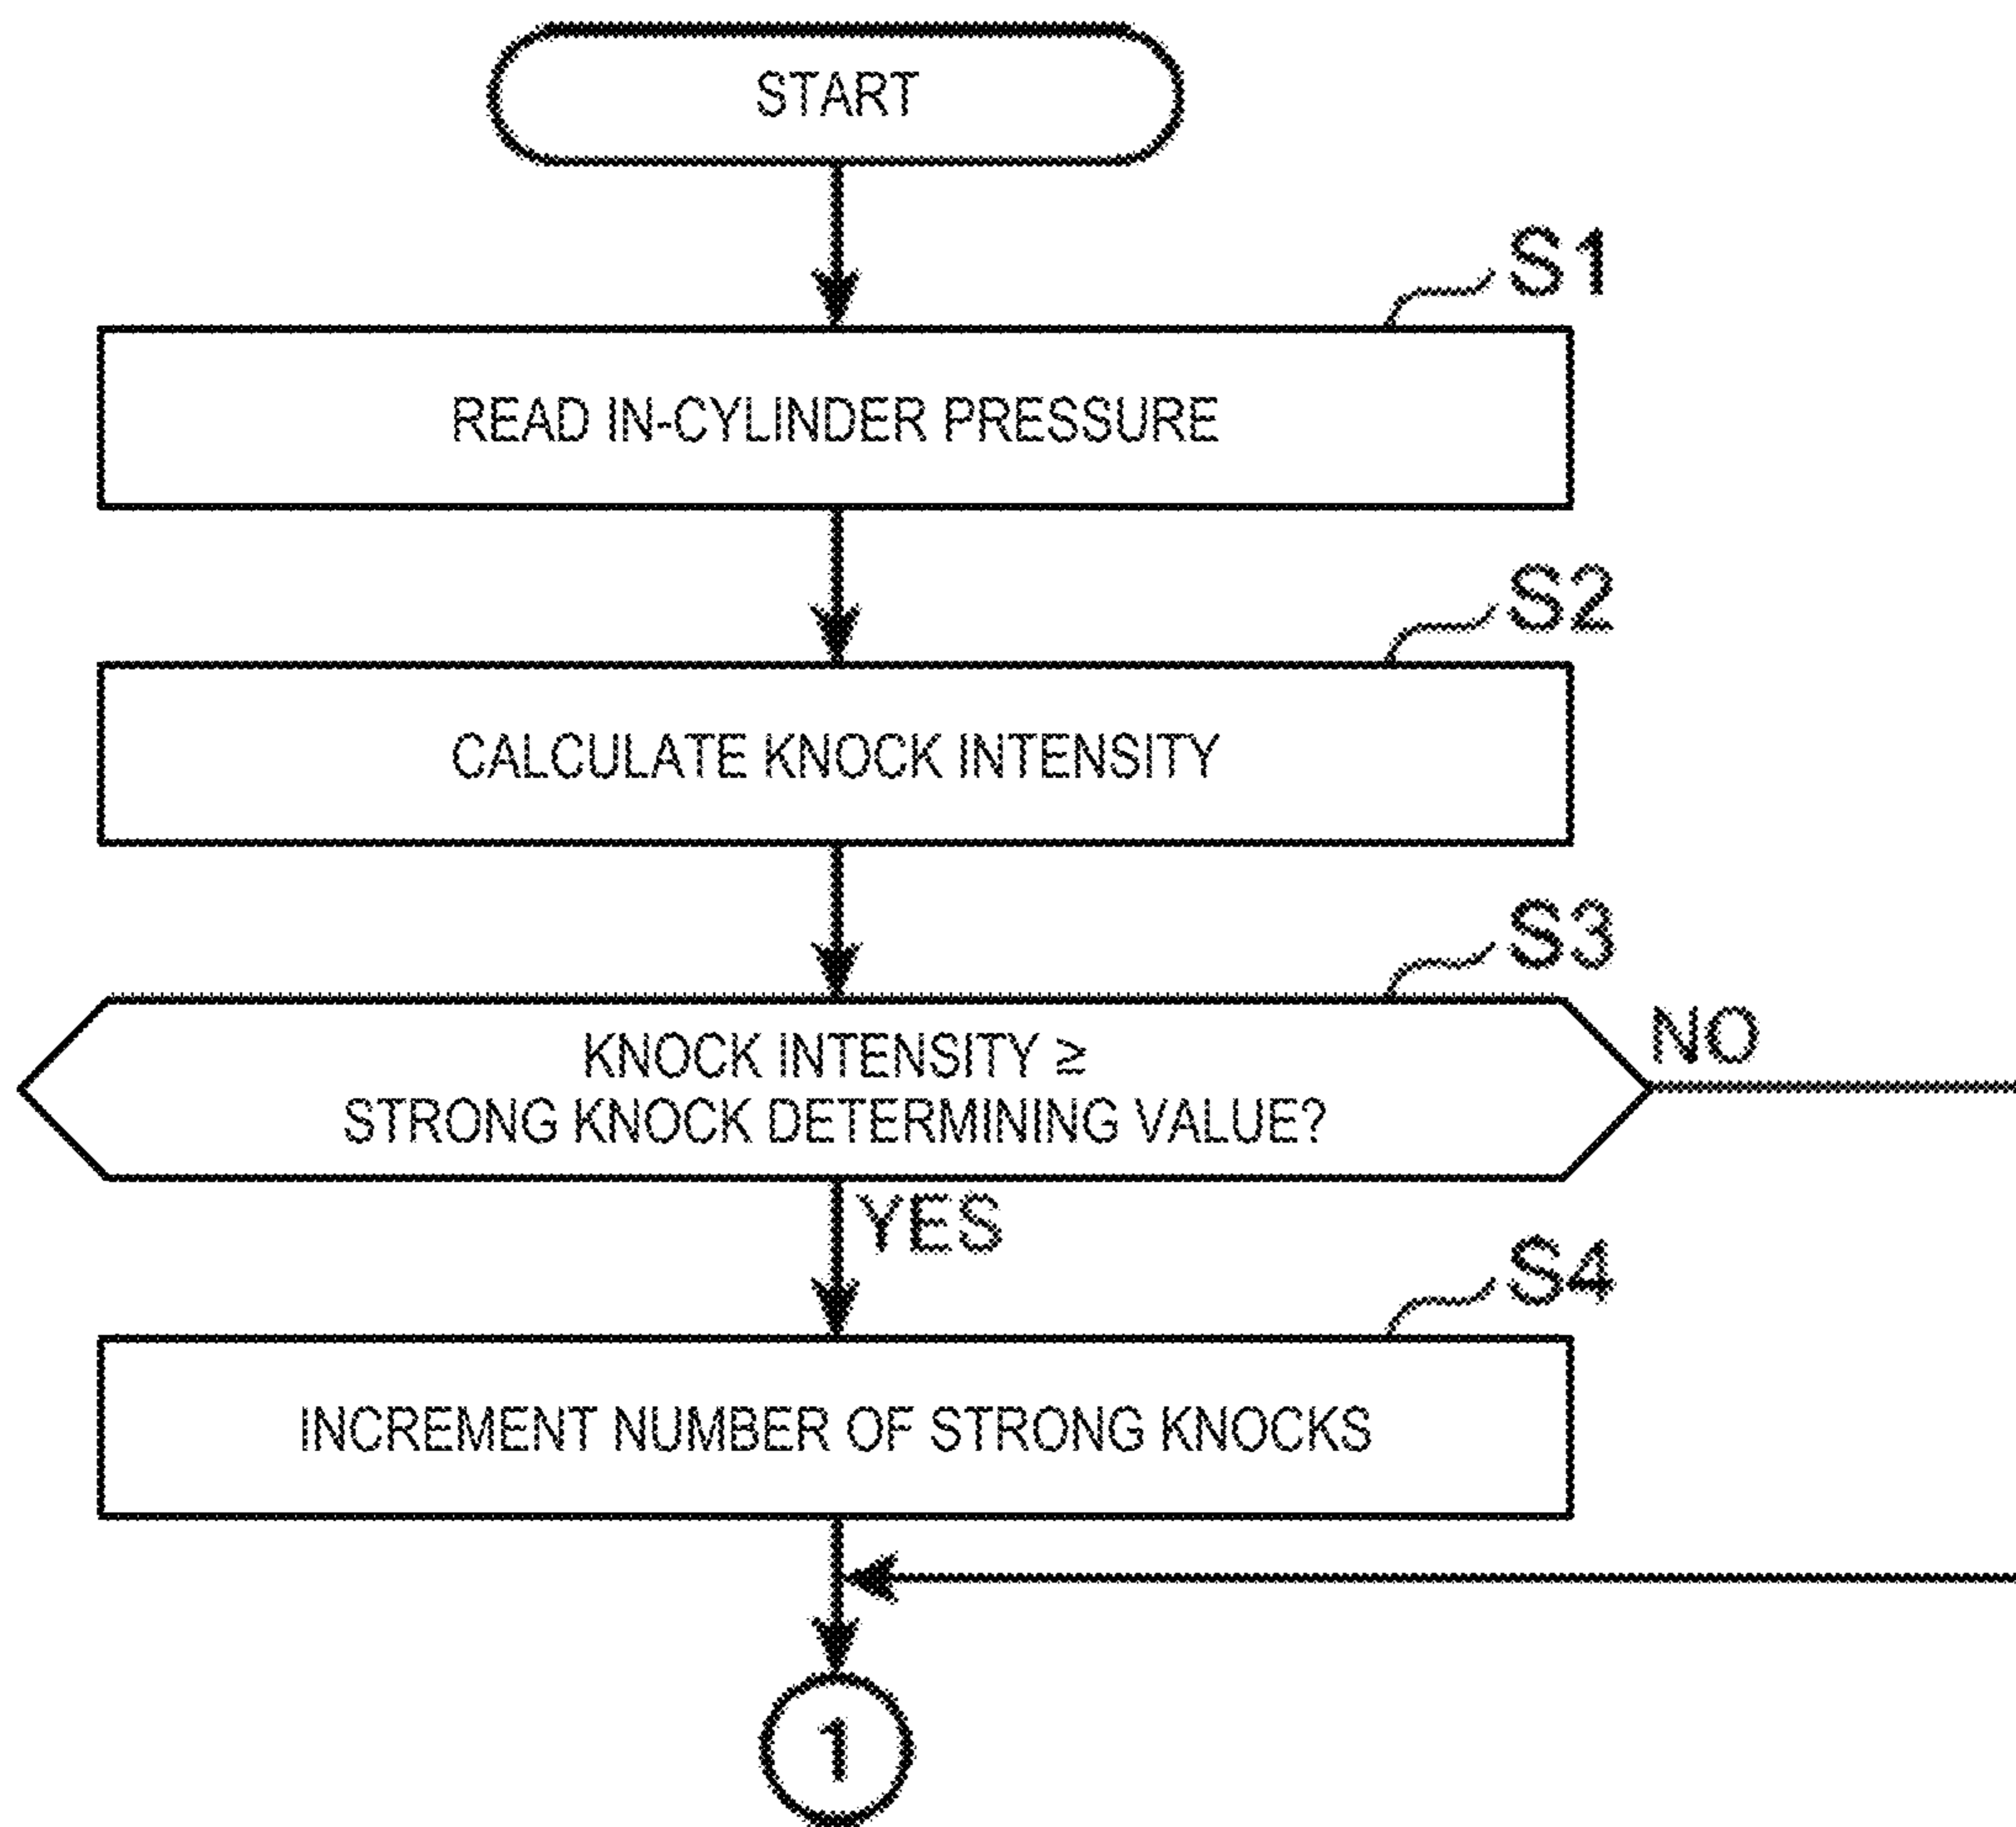 START
S1
READ IN-CYLINDER PRESSURE
S2
CALCULATE KNOCK INTENSITY
S3
KNOCK INTENSITY ≥
STRONG KNOCK DETERMINING VALUE?
NO
YES
S4
INCREMENT NUMBER OF STRONG KNOCKS
1